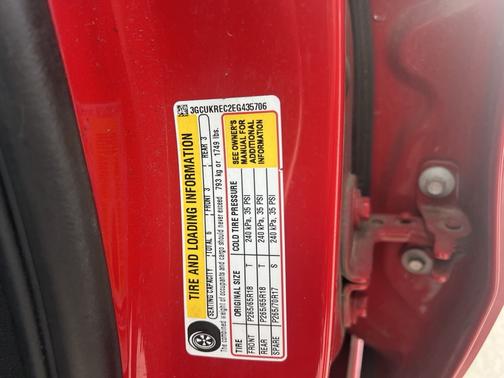 3GCUKREC2EG435706
TIRE AND LOADING INFORMATION
SEATING CAPACITY TOTAL 6 FRONT 3 REAR 3
The combined weight of occupants and cargo should never exceed 793 kg or 1749 lbs.
TIRE ORIGINAL SIZE COLD TIRE PRESSURE
FRONT P265/65R18 T 240 kPa, 35 PSI
REAR P265/65R18 T 240 kPa, 35 PSI
SPARE P265/70R17 S 240 kPa, 35 PSI
SEE OWNER'S
MANUAL FOR
ADDITIONAL
INFORMATION